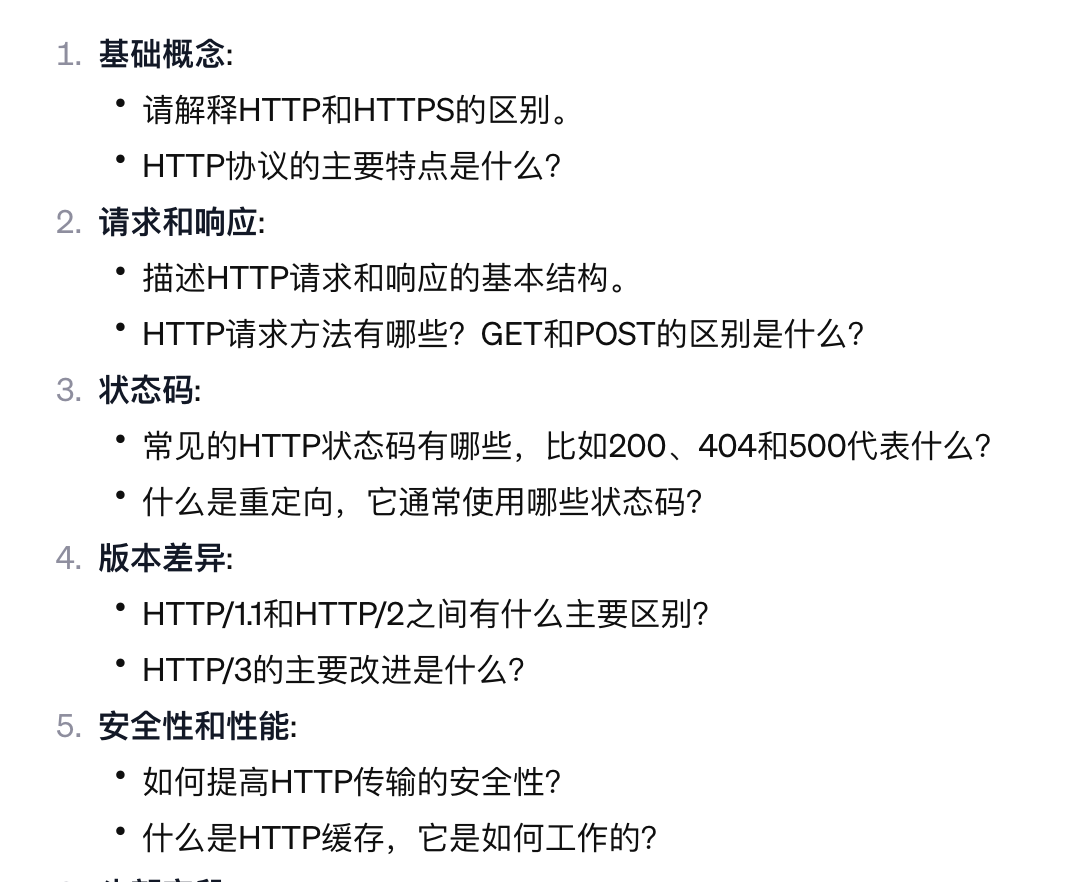 1. 基础概念:
• 请解释HTTP和HTTPS的区别。
• HTTP协议的主要特点是什么?
2. 请求和响应:
• 描述HTTP请求和响应的基本结构。
• HTTP请求方法有哪些？GET和POST的区别是什么?
3. 状态码:
• 常见的HTTP状态码有哪些，比如200、404和500代表什么?
• 什么是重定向，它通常使用哪些状态码?
4. 版本差异:
• HTTP/1.1和HTTP/2之间有什么主要区别?
• HTTP/3的主要改进是什么?
5. 安全性和性能:
• 如何提高HTTP传输的安全性?
• 什么是HTTP缓存，它是如何工作的?